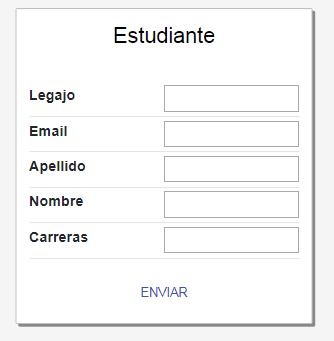 Estudiante
Legajo
Email
Apellido
Nombre
Carreras
ENVIAR